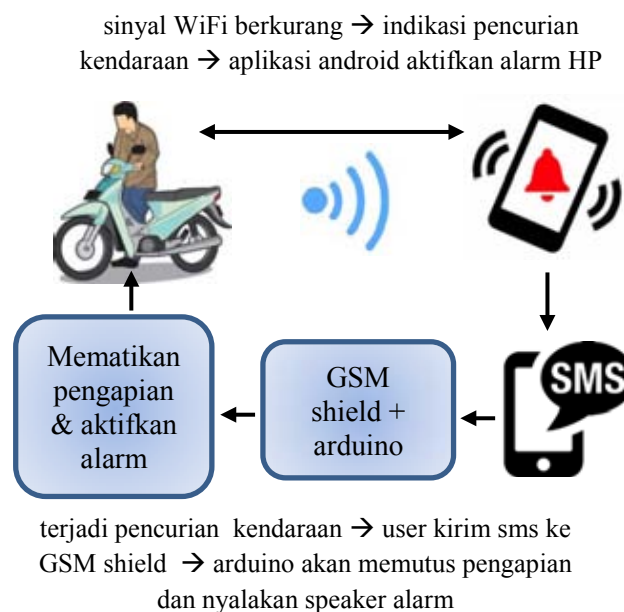 sinyal WiFi berkurang → indikasi pencurian
kendaraan → aplikasi android aktifkan alarm HP
SMS
Mematikan
pengapian
& aktifkan
alarm
GSM
shield +
arduino
terjadi pencurian kendaraan → user kirim sms ke
GSM shield → arduino akan memutus pengapian
dan nyalakan speaker alarm